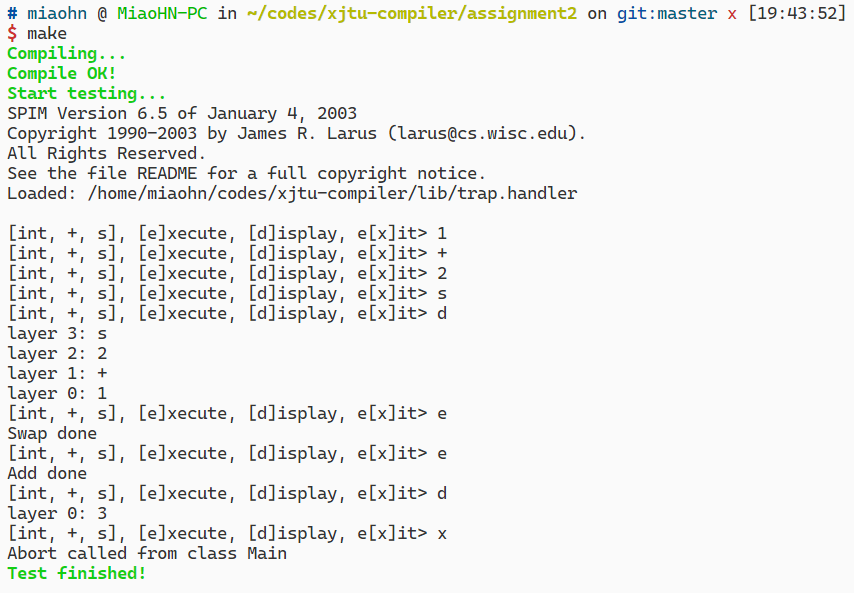 # miaohn @ MiaoHN-PC in ~/codes/xjtu-compiler/assignment2 on git:master x [19:43:52]
$ make
Compiling...
Compile OK!
Start testing...
SPIM Version 6.5 of January 4, 2003
Copyright 1990-2003 by James R. Larus (larus@cs.wisc.edu).
All Rights Reserved.
See the file README for a full copyright notice.
Loaded: /home/miaohn/codes/xjtu-compiler/lib/trap.handler

[int, +, s], [e]xecute, [d]isplay, e[x]it> 1
[int, +, s], [e]xecute, [d]isplay, e[x]it> +
[int, +, s], [e]xecute, [d]isplay, e[x]it> 2
[int, +, s], [e]xecute, [d]isplay, e[x]it> s
[int, +, s], [e]xecute, [d]isplay, e[x]it> d
layer 3: s
layer 2: 2
layer 1: +
layer 0: 1
[int, +, s], [e]xecute, [d]isplay, e[x]it> e
Swap done
[int, +, s], [e]xecute, [d]isplay, e[x]it> e
Add done
[int, +, s], [e]xecute, [d]isplay, e[x]it> d
layer 0: 3
[int, +, s], [e]xecute, [d]isplay, e[x]it> x
Abort called from class Main
Test finished!